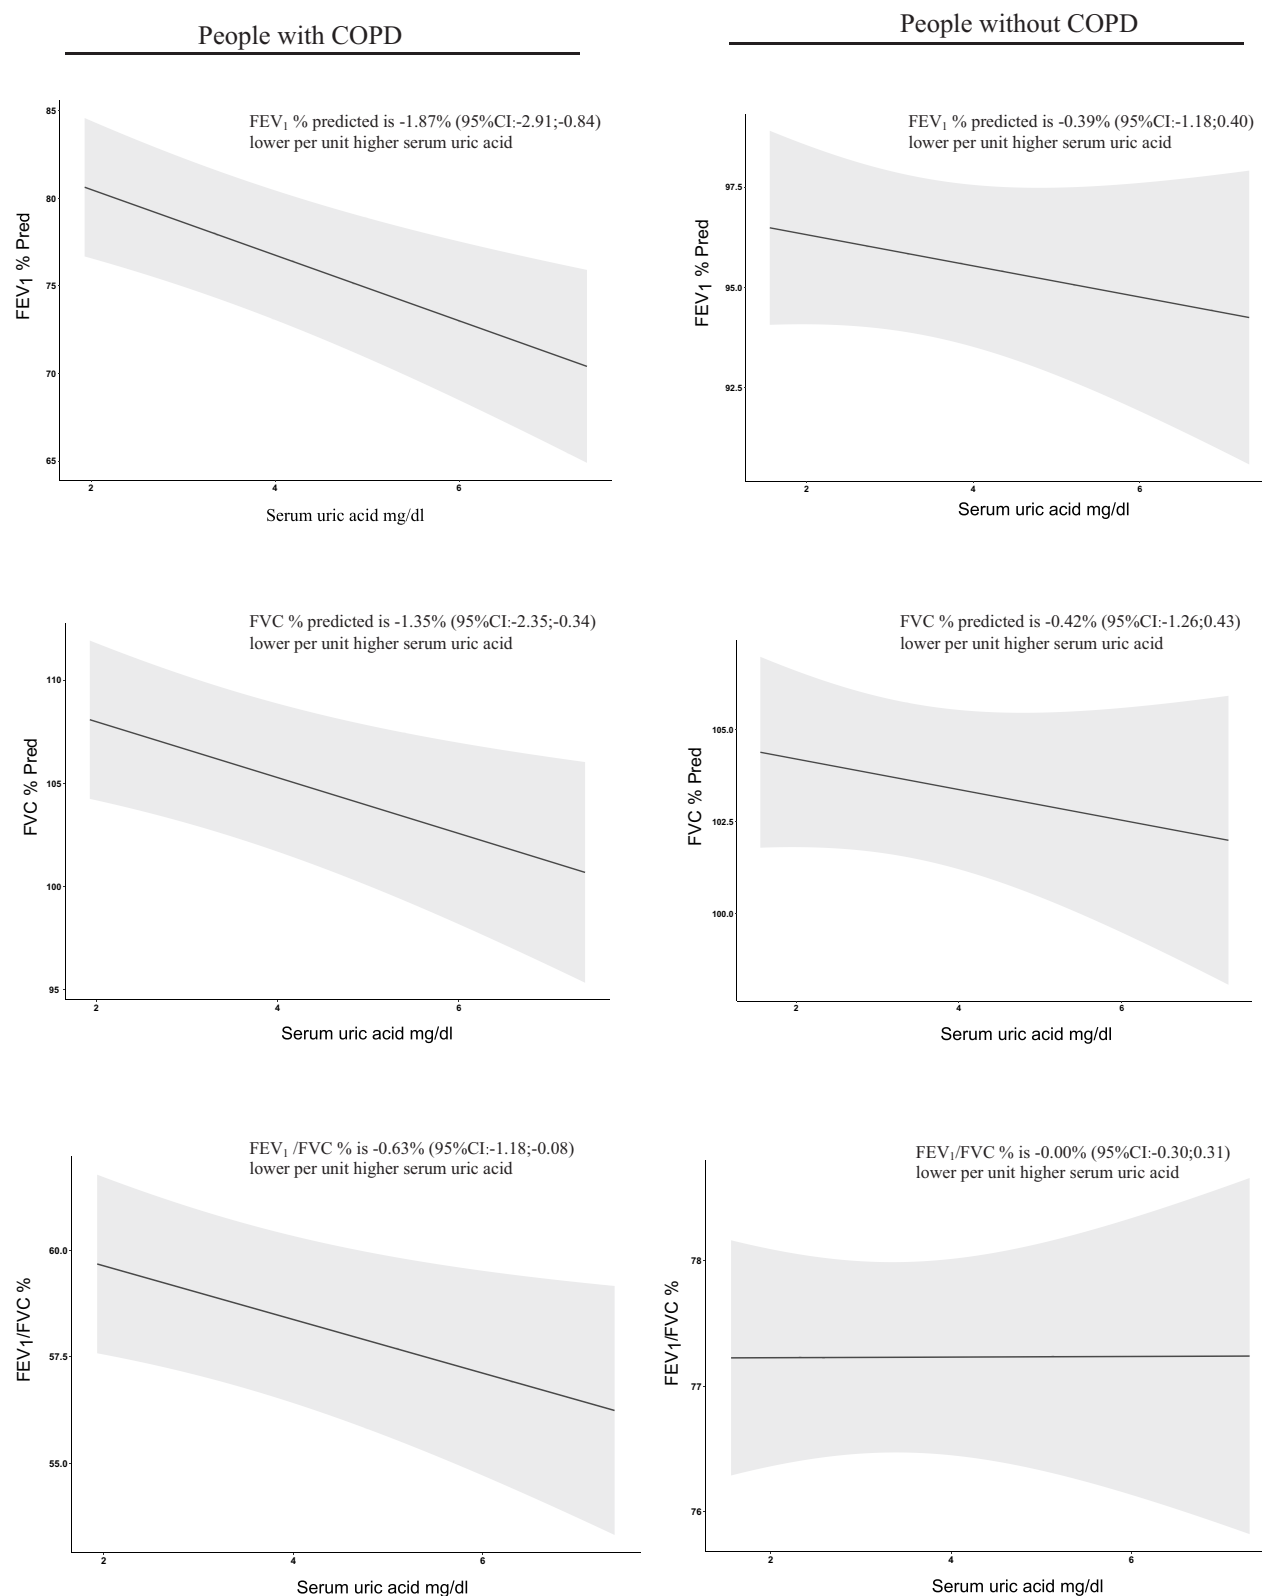 People with COPD
People without COPD
FEV₁ % predicted is -1.87% (95%CI:-2.91;-0.84)
lower per unit higher serum uric acid
85
80
75
70
65
FEV1 % Pred
2 4 6
Serum uric acid mg/dl
FEV₁ % predicted is -0.39% (95%CI:-1.18;0.40)
lower per unit higher serum uric acid
97.5
95.0
92.5
FEV1 % Pred
2 4 6
Serum uric acid mg/dl
FVC % predicted is -1.35% (95%CI:-2.35;-0.34)
lower per unit higher serum uric acid
110
105
100
95
FVC % Pred
2 4 6
Serum uric acid mg/dl
FVC % predicted is -0.42% (95%CI:-1.26;0.43)
lower per unit higher serum uric acid
105.0
102.5
100.0
FVC % Pred
2 4 6
Serum uric acid mg/dl
FEV₁ /FVC % is -0.63% (95%CI:-1.18;-0.08)
lower per unit higher serum uric acid
60.0
57.5
55.0
FEV1/FVC %
2 4 6
Serum uric acid mg/dl
FEV₁/FVC % is -0.00% (95%CI:-0.30;0.31)
lower per unit higher serum uric acid
78
77
76
FEV1/FVC %
2 4 6
Serum uric acid mg/dl